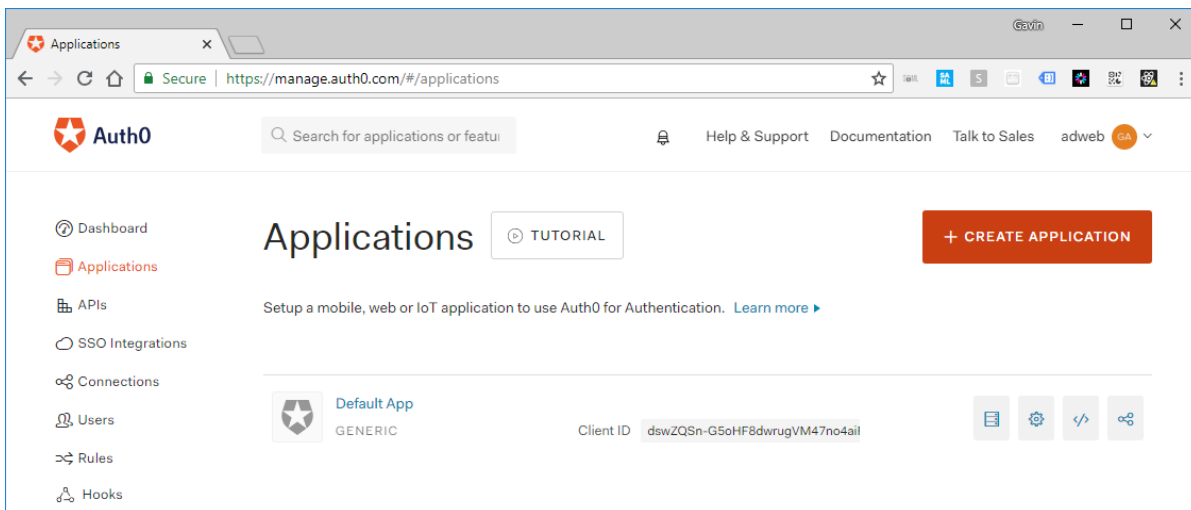 Applications
Gavin
Secure https://manage.auth0.com/#/applications
Auth0
Search for applications or featu
Help & Support
Documentation
Talk to Sales
adweb
GA
Dashboard
Applications
APIs
SSO Integrations
Connections
Users
Rules
Hooks
Applications
TUTORIAL
+ CREATE APPLICATION
Setup a mobile, web or IoT application to use Auth0 for Authentication. Learn more
Default App
GENERIC
Client ID dswZQSn-G5oHF8dwrugVM47no4ail